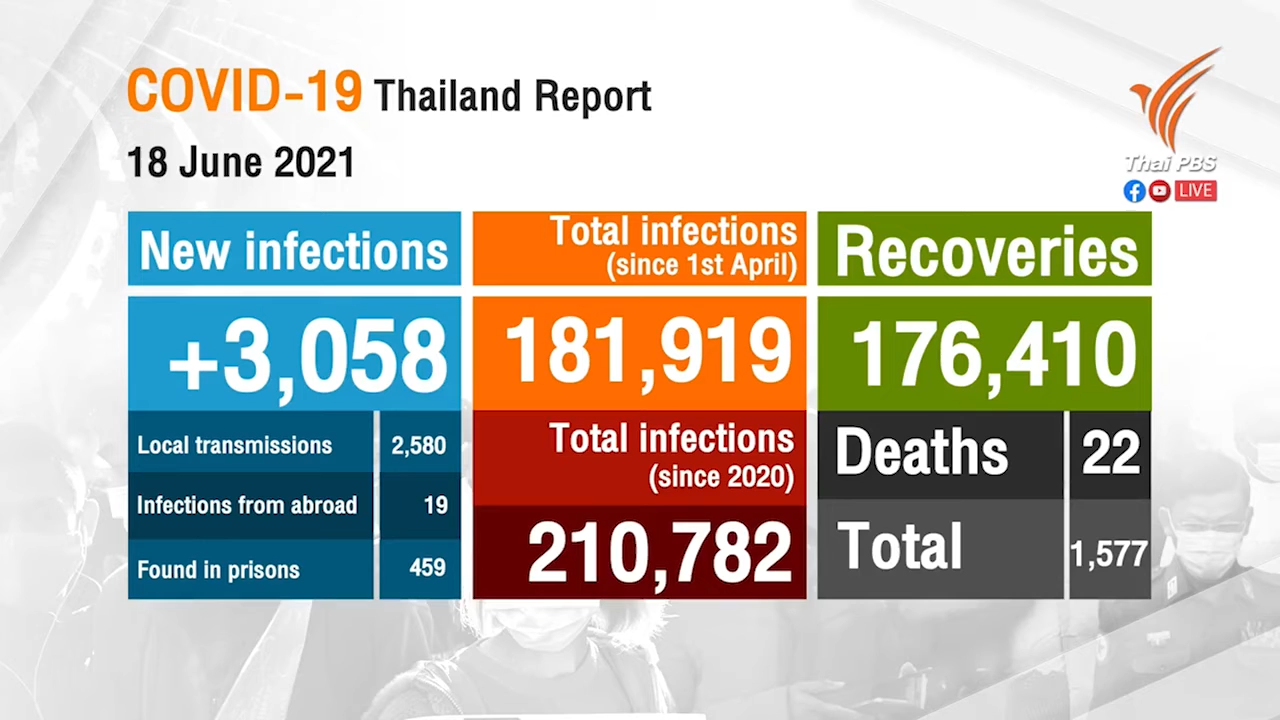 COVID-19 Thailand Report
18 June 2021
Thai PBS
LIVE
New infections
+3,058
Local transmissions 2,580
Infections from abroad 19
Found in prisons 459
Total infections
(since 1st April)
181,919
Total infections
(since 2020)
210,782
Recoveries
176,410
Deaths 22
Total 1,577